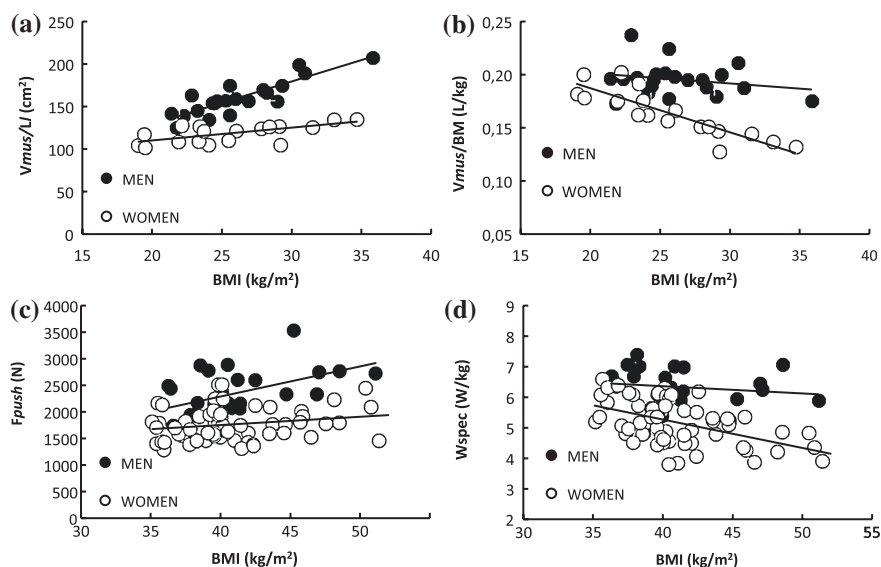 (a)
250
200
150
100
50
0
Vmus/Ll (cm²)
MEN
WOMEN
15 20 25 30 35 40
BMI (kg/m²)
(b)
0,25
0,20
0,15
0,10
0,05
Vmus/BM (L/kg)
MEN
WOMEN
15 20 25 30 35 40
BMI (kg/m²)
(c)
4000
3500
3000
2500
2000
1500
1000
500
0
Fpush (N)
MEN
WOMEN
30 35 40 45 50
BMI (kg/m²)
(d)
9
8
7
6
5
4
3
2
Wspec (W/kg)
MEN
WOMEN
30 35 40 45 50 55
BMI (kg/m²)